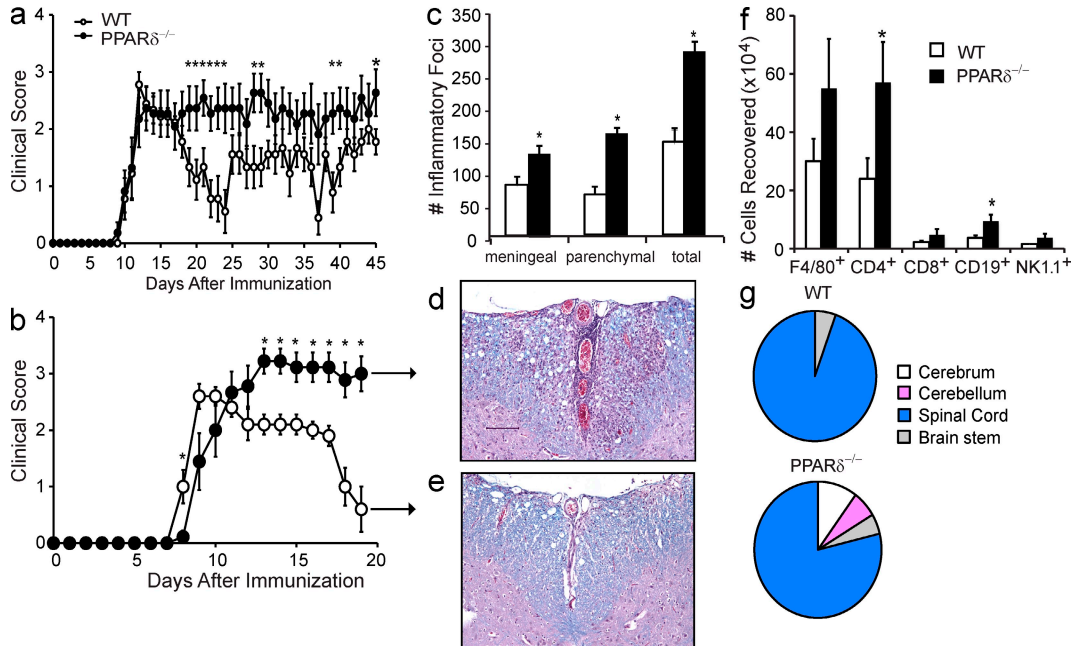 a
WT
PPARδ⁻/⁻
Clinical Score
4
3
2
1
0
****** ** ** *
0 5 10 15 20 25 30 35 40 45
Days After Immunization
b
Clinical Score
4
3
2
1
0
* * * * * * * *
0 5 10 15 20
Days After Immunization
c
# Inflammatory Foci
350
300
250
200
150
100
50
0
* * *
meningeal parenchymal total
d
e
f
# Cells Recovered (x10⁴)
80
60
40
20
0
WT
PPARδ⁻/⁻
* *
F4/80⁺ CD4⁺ CD8⁺ CD19⁺ NK1.1⁺
g
WT
PPARδ⁻/⁻
Cerebrum
Cerebellum
Spinal Cord
Brain stem